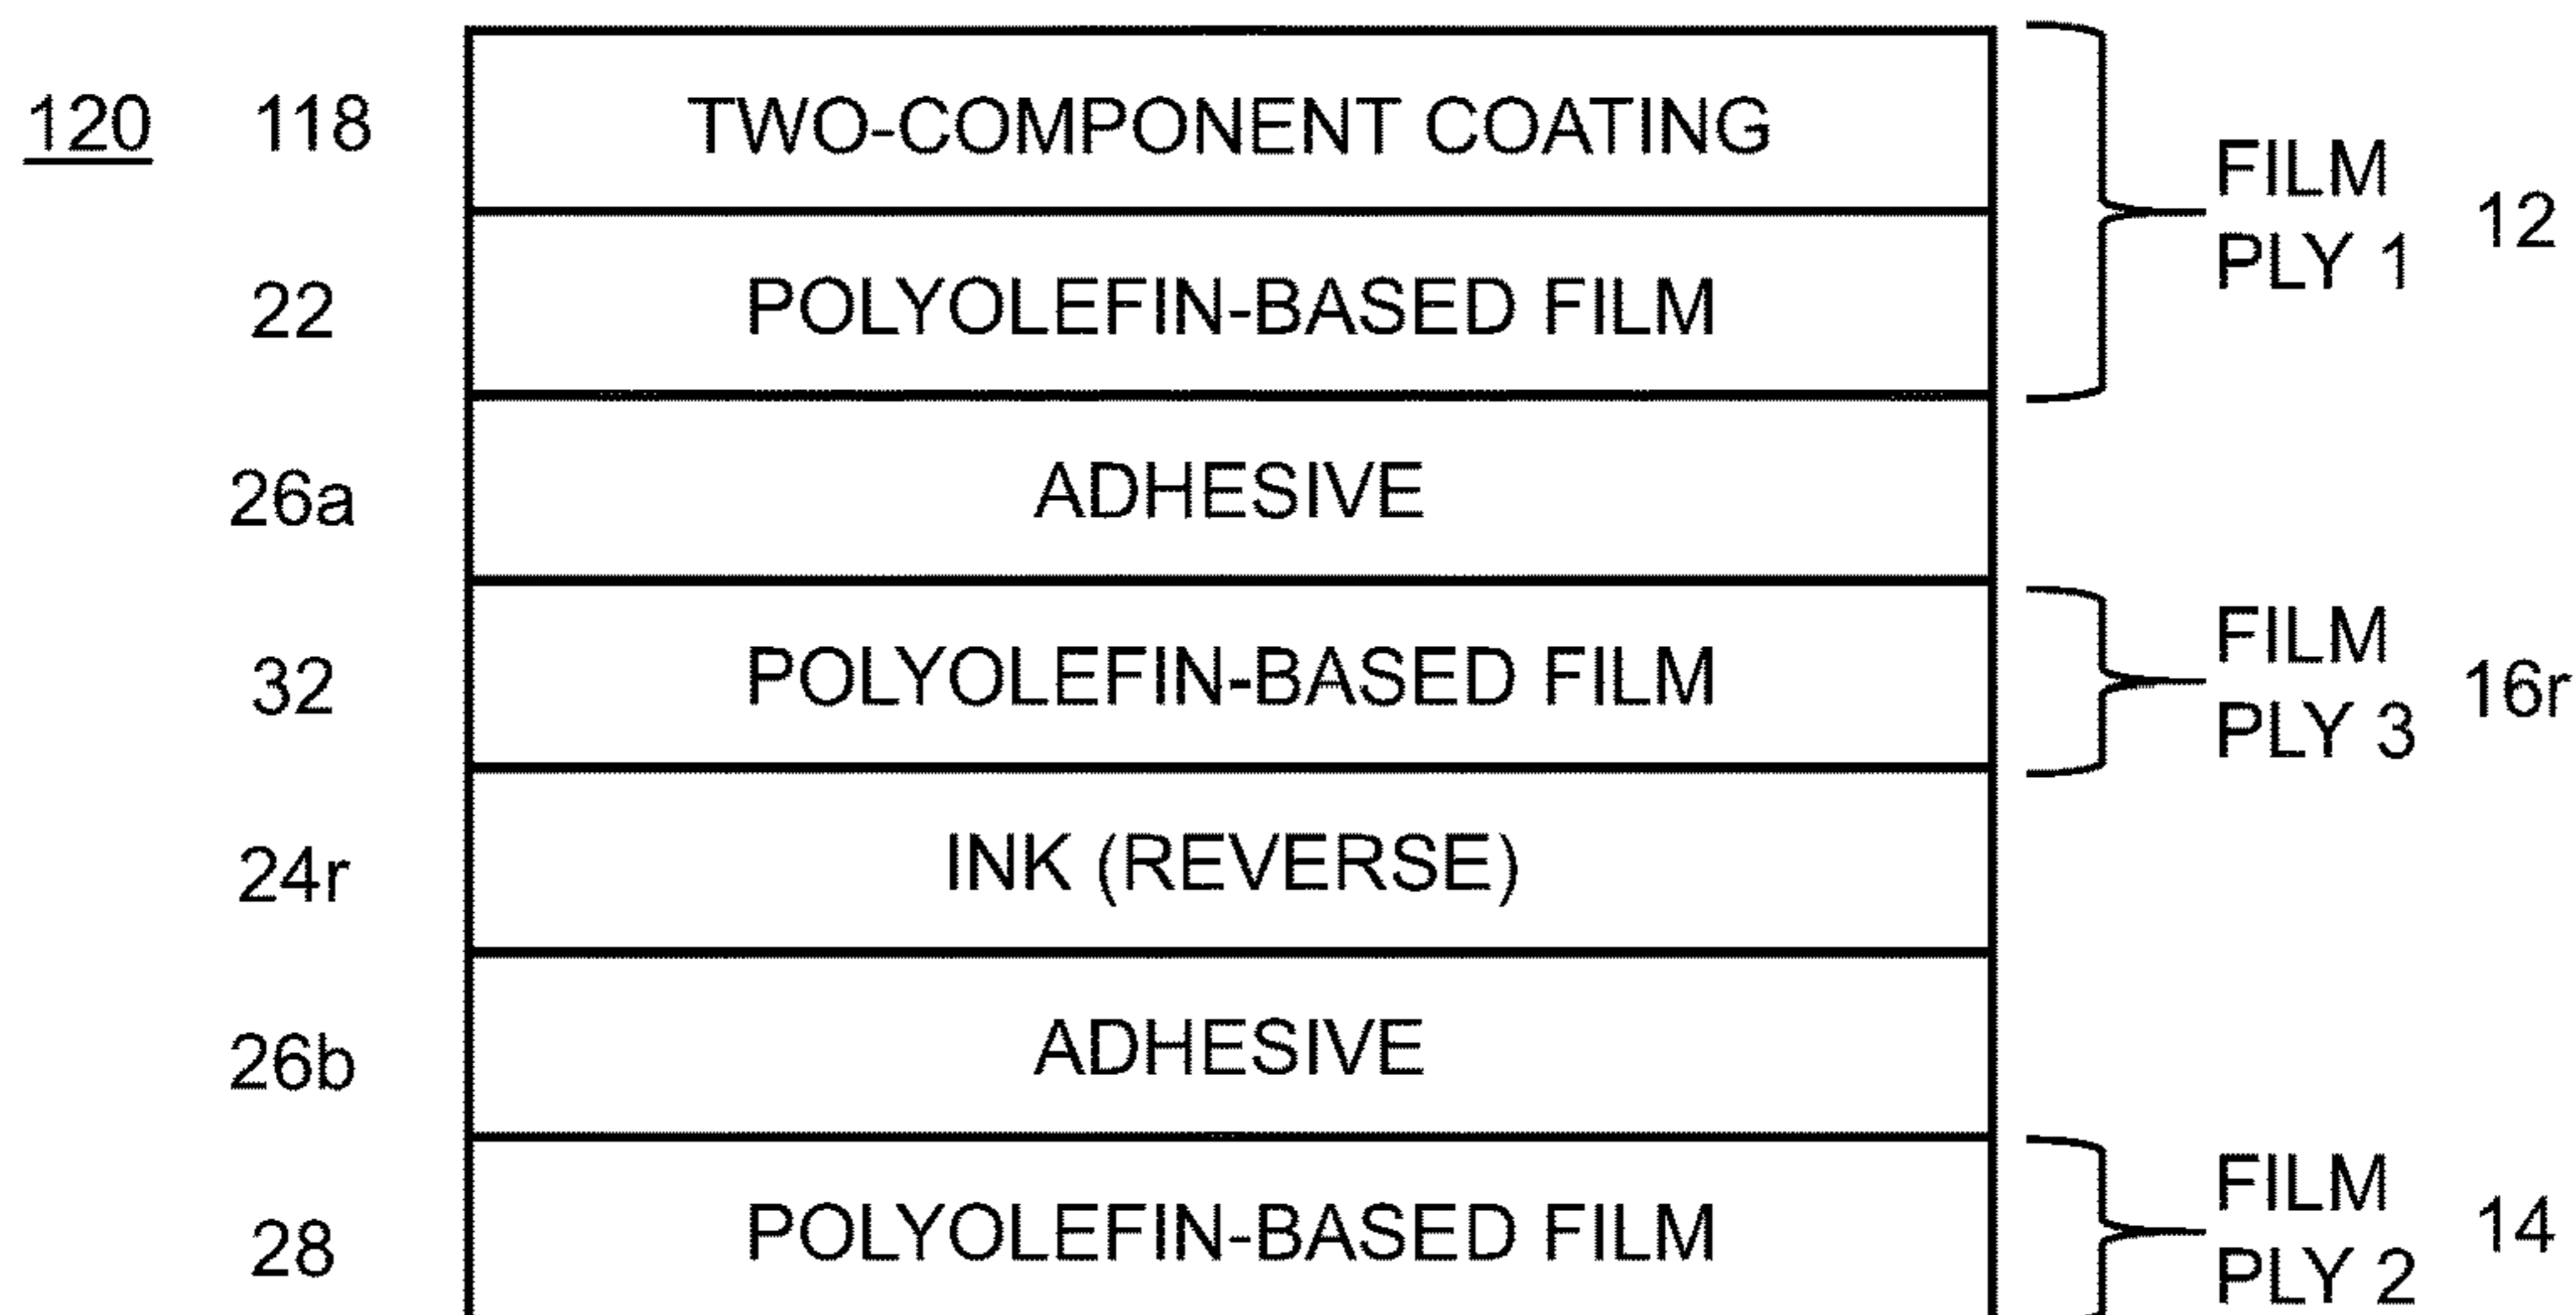 120 118 TWO-COMPONENT COATING
FILM
PLY 1 12
22 POLYOLEFIN-BASED FILM
26a ADHESIVE
32 POLYOLEFIN-BASED FILM
FILM
PLY 3 16r
24r INK (REVERSE)
26b ADHESIVE
28 POLYOLEFIN-BASED FILM
FILM
PLY 2 14